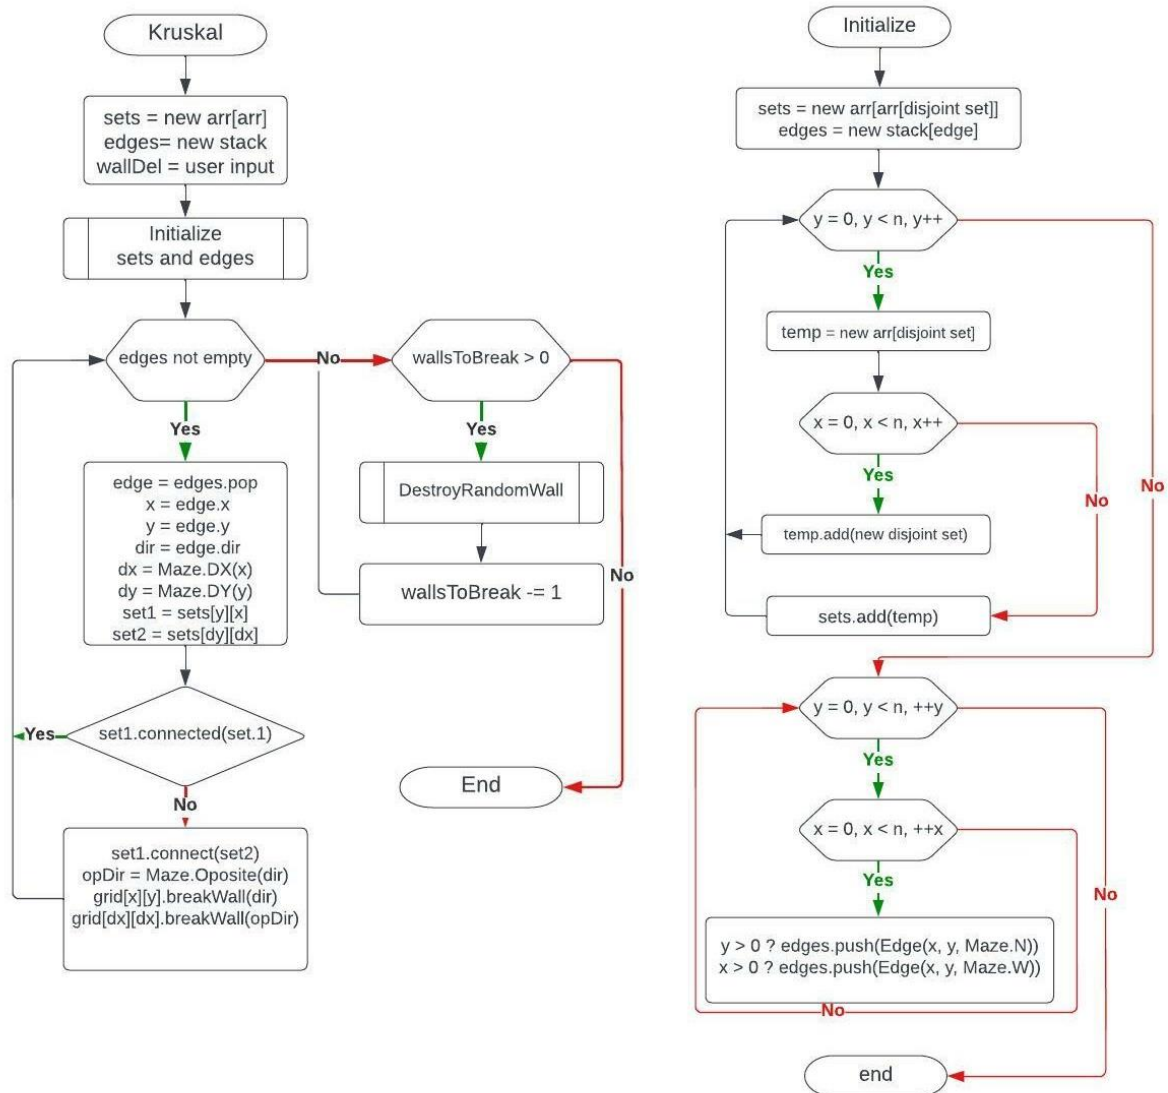 Kruskal
sets = new arr[arr]
edges= new stack
wallDel = user input
Initialize
sets and edges
edges not empty
No
wallsToBreak > 0
Yes
Yes
edge = edges.pop
x = edge.x
y = edge.y
dir = edge.dir
dx = Maze.DX(x)
dy = Maze.DY(y)
set1 = sets[y][x]
set2 = sets[dy][dx]
DestroyRandomWall
wallsToBreak -= 1
No
set1.connected(set.1)
Yes
No
End
set1.connect(set2)
opDir = Maze.Oposite(dir)
grid[x][y].breakWall(dir)
grid[dx][dx].breakWall(opDir)
Initialize
sets = new arr[arr[disjoint set]]
edges = new stack[edge]
y = 0, y < n, y++
Yes
temp = new arr[disjoint set]
x = 0, x < n, x++
Yes
No
No
temp.add(new disjoint set)
sets.add(temp)
y = 0, y < n, ++y
Yes
x = 0, x < n, ++x
Yes
No
y > 0 ? edges.push(Edge(x, y, Maze.N))
x > 0 ? edges.push(Edge(x, y, Maze.W))
No
end